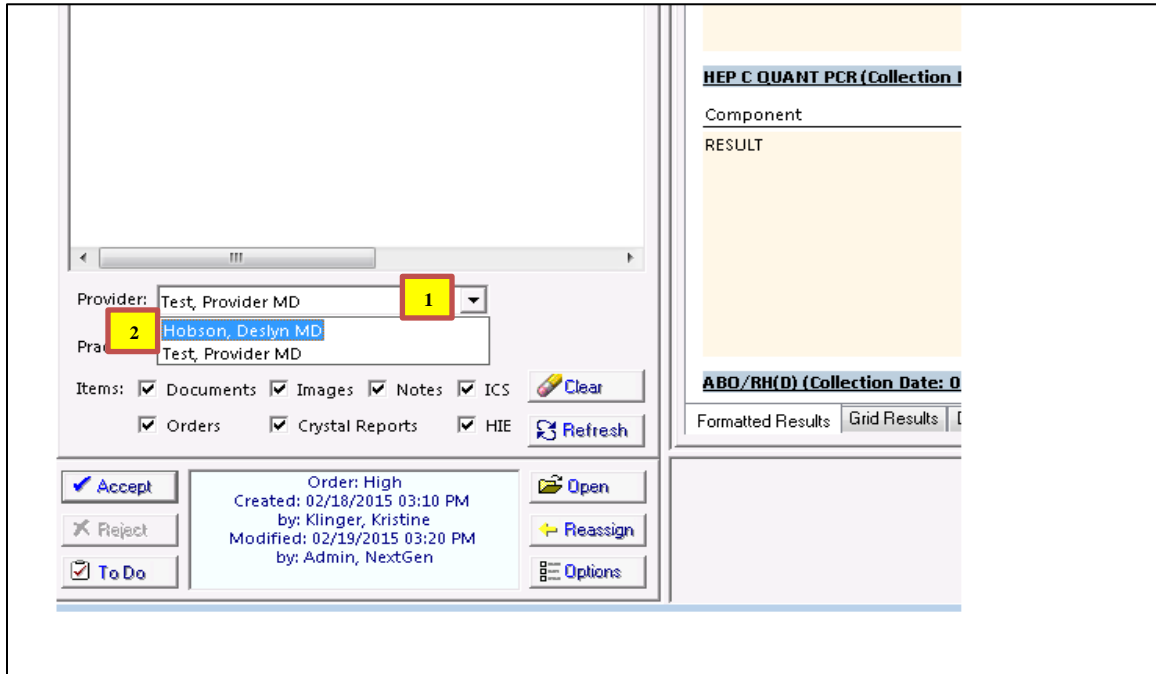 HEP C QUANT PCR (Collection
Component
RESULT
Provider: Test, Provider MD 1
2 Hobson, Deslyn MD
Test, Provider MD
Items: Documents Images Notes ICS Clear
Orders Crystal Reports HIE Refresh
ABO/RH(D) (Collection Date: 0
Formatted Results Grid Results
Accept
Reject
To Do
Order: High
Created: 02/18/2015 03:10 PM
by: Klinger, Kristine
Modified: 02/19/2015 03:20 PM
by: Admin, NextGen
Open
Reassign
Options